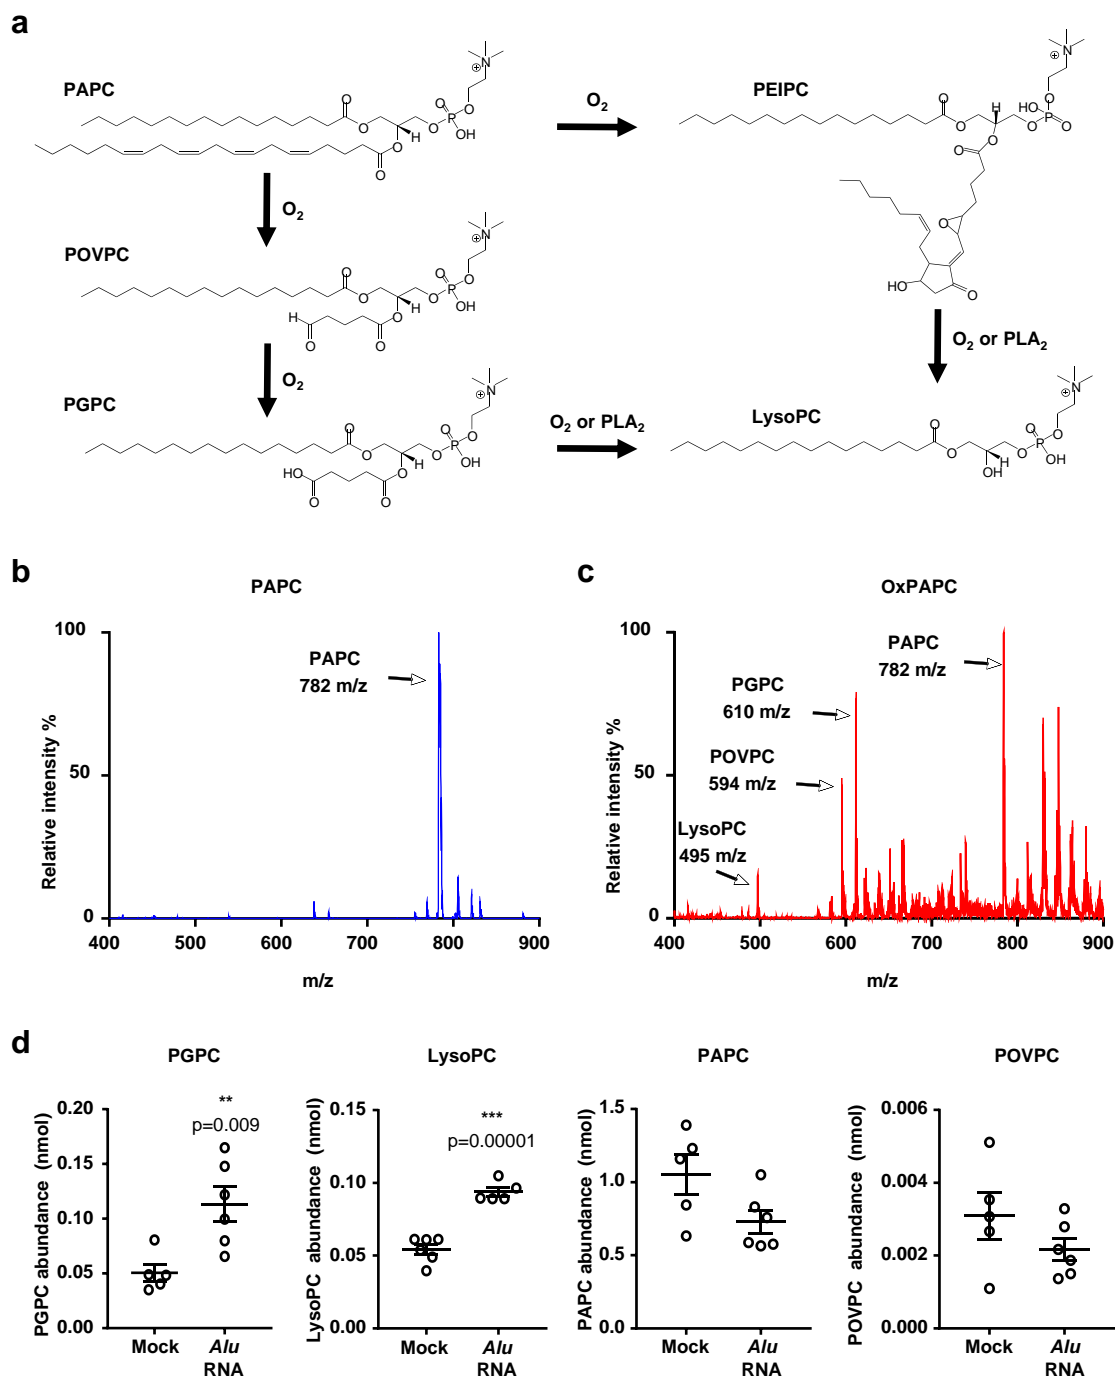 a
PAPC
O
O
O
O
H
O
P
O
OH
N
⊕
O₂
PEIPC
O
O
H
O
O
HO
P
O
O
N
⊕
O
O
HO
O
O₂
POVPC
O
O
O
H
O
P
O
OH
N
⊕
H
O
O
O₂
O₂ or PLA₂
PGPC
O
O
O
H
O
P
O
OH
N
⊕
HO
O
O
O₂ or PLA₂
LysoPC
O
O
H
OH
O
O
P
O
OH
N
⊕
b
PAPC
100
50
0
Relative intensity %
PAPC
782 m/z
400 500 600 700 800 900
m/z
c
OxPAPC
100
50
0
Relative intensity %
PAPC
782 m/z
PGPC
610 m/z
POVPC
594 m/z
LysoPC
495 m/z
400 500 600 700 800 900
m/z
d
PGPC
PGPC abundance (nmol)
0.20
0.15
0.10
0.05
0.00
**
p=0.009
Mock Alu
RNA
LysoPC
LysoPC abundance (nmol)
0.15
0.10
0.05
0.00
***
p=0.00001
Mock Alu
RNA
PAPC
PAPC abundance (nmol)
1.5
1.0
0.5
0.0
Mock Alu
RNA
POVPC
POVPC abundance (nmol)
0.006
0.004
0.002
0.000
Mock Alu
RNA